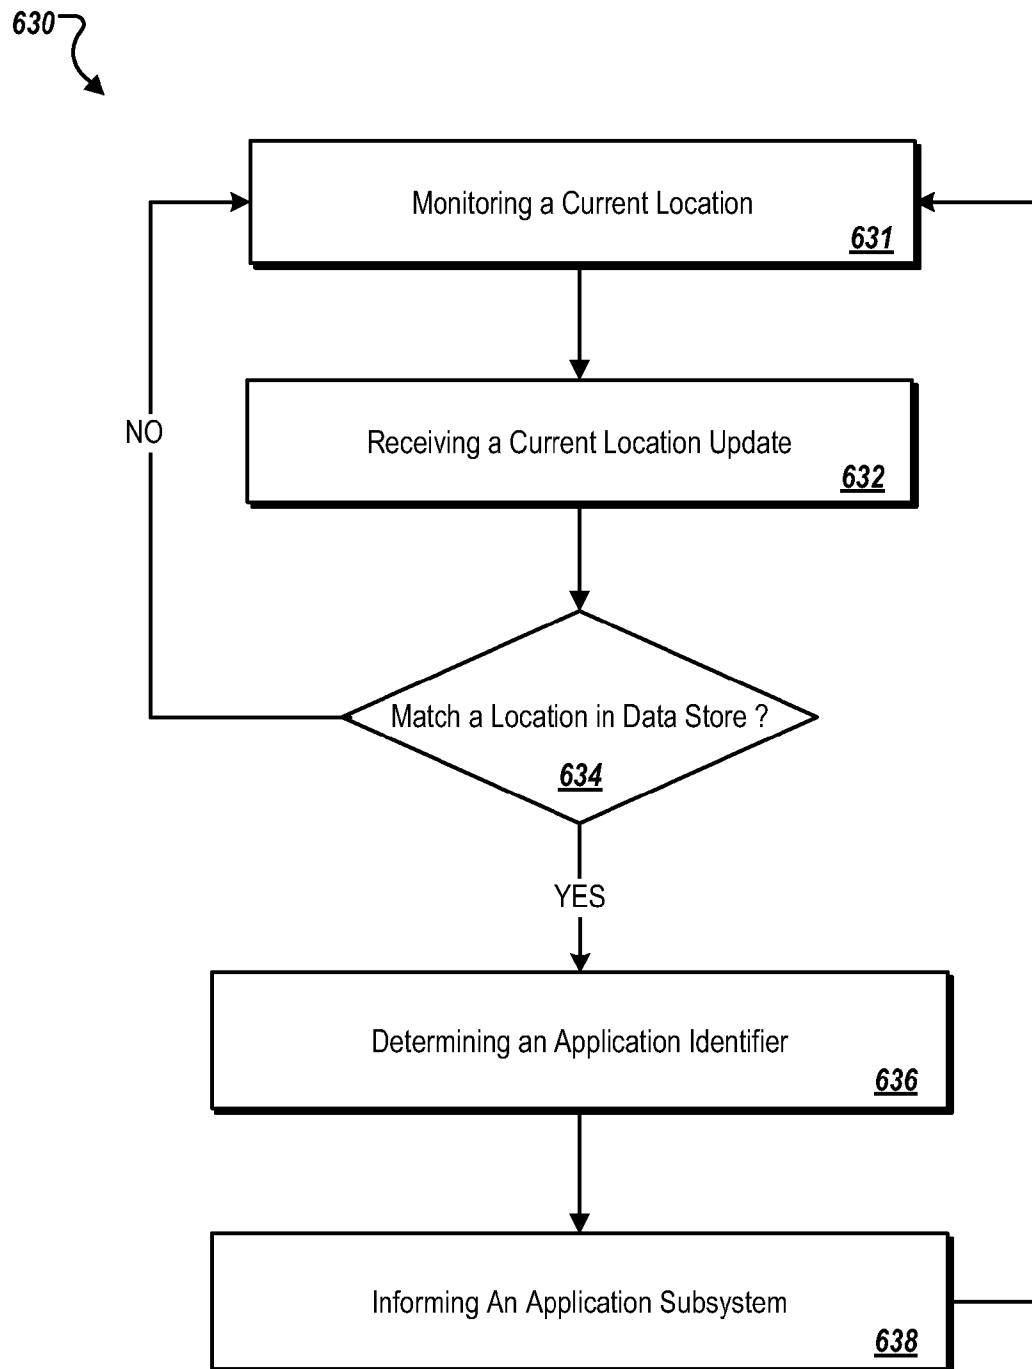 630
Monitoring a Current Location
631
Receiving a Current Location Update
632
NO
Match a Location in Data Store ?
634
YES
Determining an Application Identifier
636
Informing An Application Subsystem
638